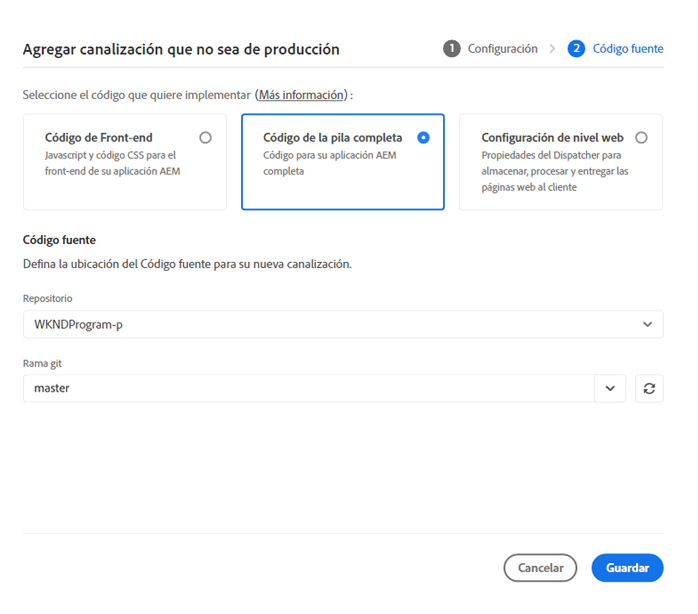 Agregar canalización que no sea de producción
1 Configuración > 2 Código fuente
Seleccione el código que quiere implementar (Más información) :
Código de Front-end
Javascript y código CSS para el
front-end de su aplicación AEM
Código de la pila completa
Código para su aplicación AEM
completa
Configuración de nivel web
Propiedades del Dispatcher para
almacenar, procesar y entregar las
páginas web al cliente
Código fuente
Defina la ubicación del Código fuente para su nueva canalización.
Repositorio
WKNDProgram-p
Rama git
master
Cancelar
Guardar